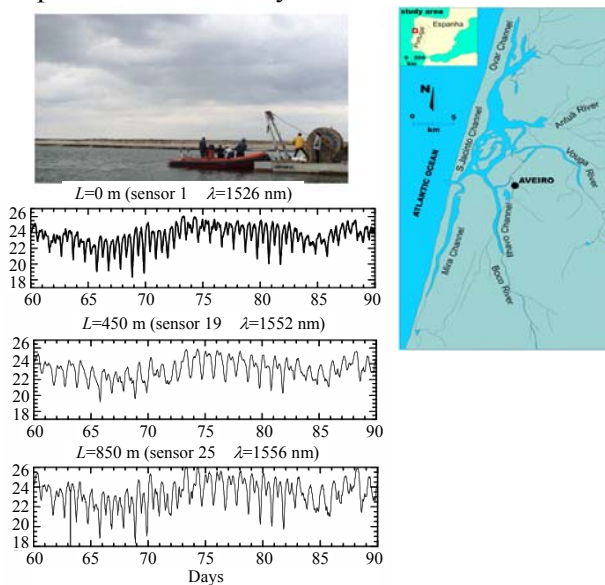 L=0 m (sensor 1 λ=1526 nm)
26
24
22
20
18
60 65 70 75 80 85 90
L=450 m (sensor 19 λ=1552 nm)
26
24
22
20
18
60 65 70 75 80 85 90
L=850 m (sensor 25 λ=1556 nm)
26
24
22
20
18
60 65 70 75 80 85 90
Days
study area
Espanha
km
N
0 5
km
Ovar Channel
S Jacinto Channel
Antuã River
Vouga River
ATLANTIC OCEAN
AVEIRO
Ílhavo Channel
Mira Channel
Boco River